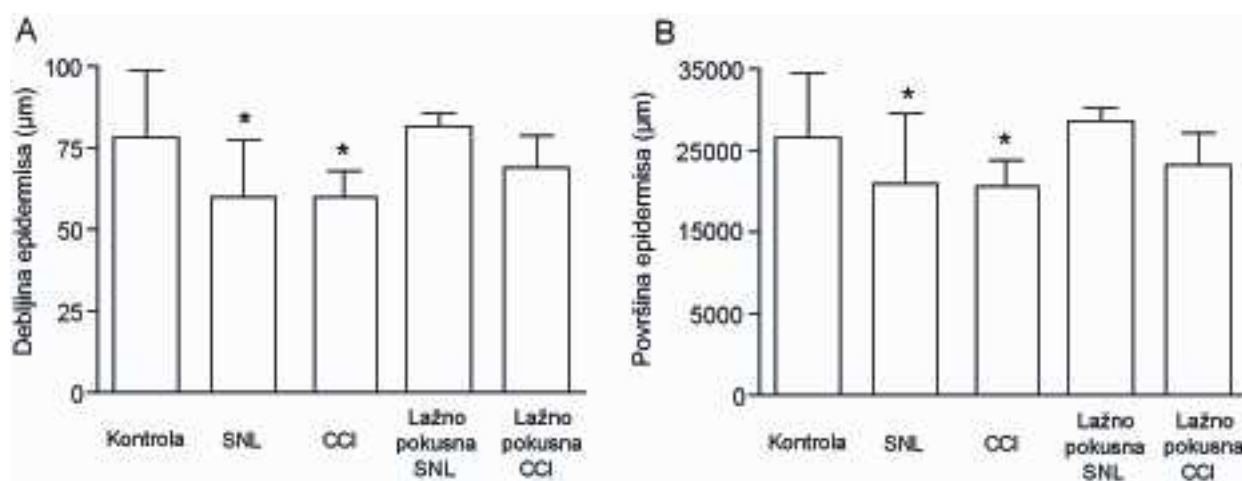 A
Debljina epidermisa (µm)
100
75
50
25
0
*
*
Kontrola
SNL
CCI
Lažno
pokusna
SNL
Lažno
pokusna
CCI
B
Površina epidermisa (µm)
35000
25000
15000
5000
0
*
*
Kontrola
SNL
CCI
Lažno
pokusna
SNL
Lažno
pokusna
CCI